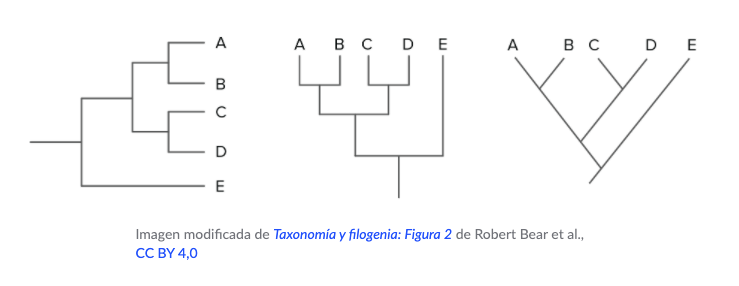 A
B
C
D
E
A B C D E
A B C D E
Imagen modificada de Taxonomía y filogenia: Figura 2 de Robert Bear et al.,
CC BY 4,0